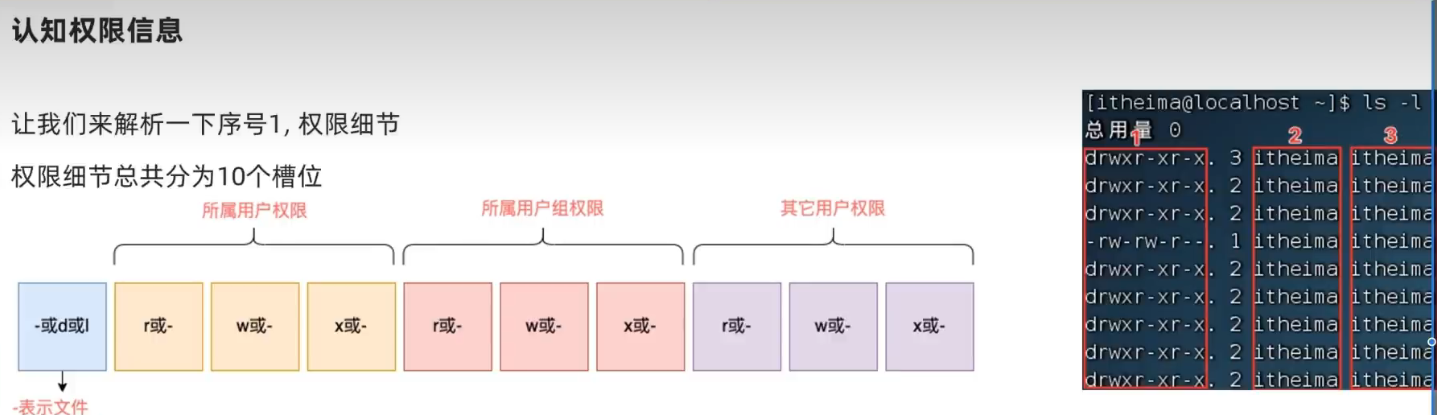 认知权限信息
让我们来解析一下序号1, 权限细节
权限细节总共分为10个槽位
所属用户权限 所属用户组权限 其它用户权限
-或d或l r或- w或- x或- r或- w或- x或- r或- w或- x或-
-表示文件
[itheima@localhost ~]$ ls -l
总用量 0
1 2 3
drwxr-xr-x. 3 itheima itheima
drwxr-xr-x. 2 itheima itheima
drwxr-xr-x. 2 itheima itheima
-rw-rw-r--. 1 itheima itheima
drwxr-xr-x. 2 itheima itheima
drwxr-xr-x. 2 itheima itheima
drwxr-xr-x. 2 itheima itheima
drwxr-xr-x. 2 itheima itheima
drwxr-xr-x. 2 itheima itheima